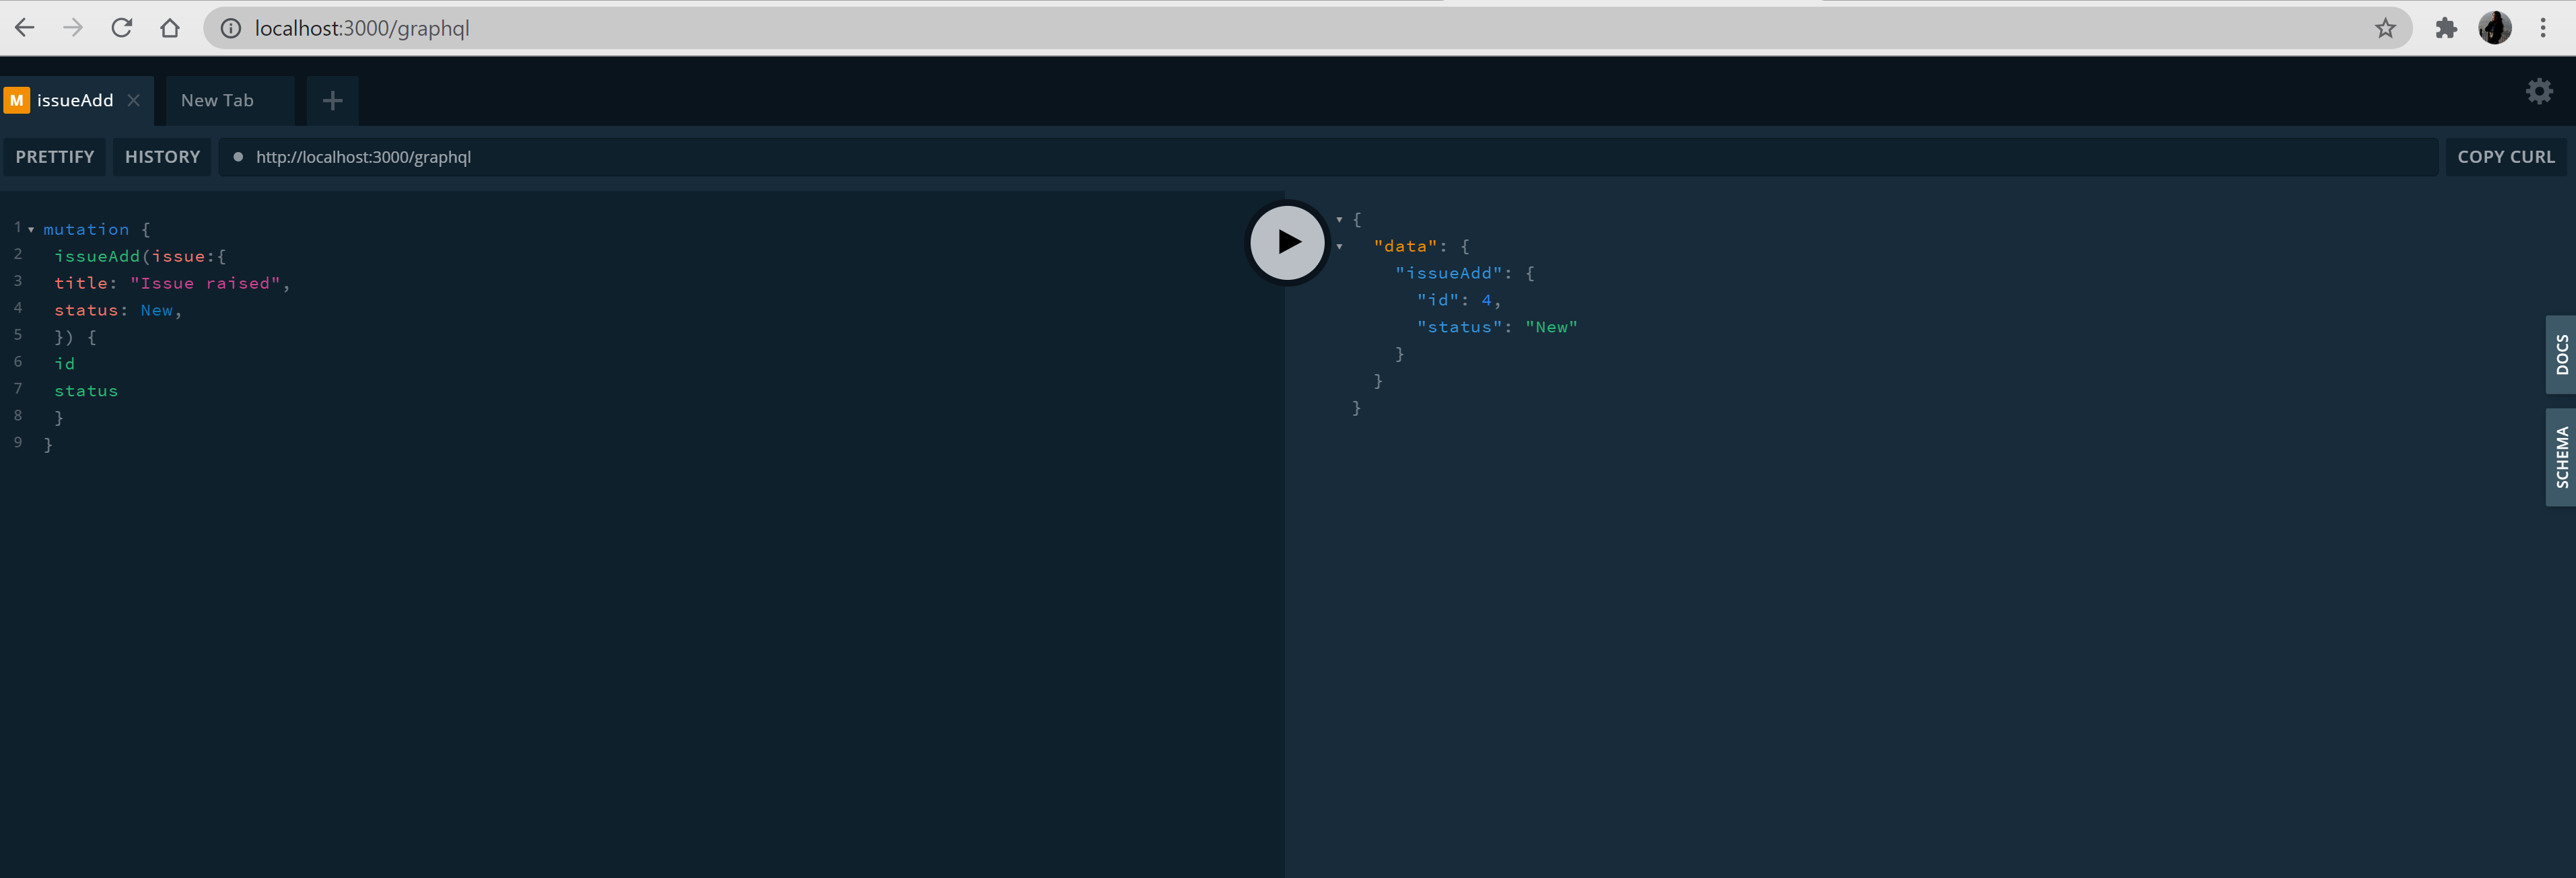 localhost:3000/graphql
M issueAdd
New Tab
PRETTIFY HISTORY http://localhost:3000/graphql COPY CURL
1 mutation {
2 issueAdd(issue:{
3 title: "Issue raised",
4 status: New,
5 }) {
6 id
7 status
8 }
9 }
{
"data": {
"issueAdd": {
"id": 4,
"status": "New"
}
}
}
DOCS
SCHEMA